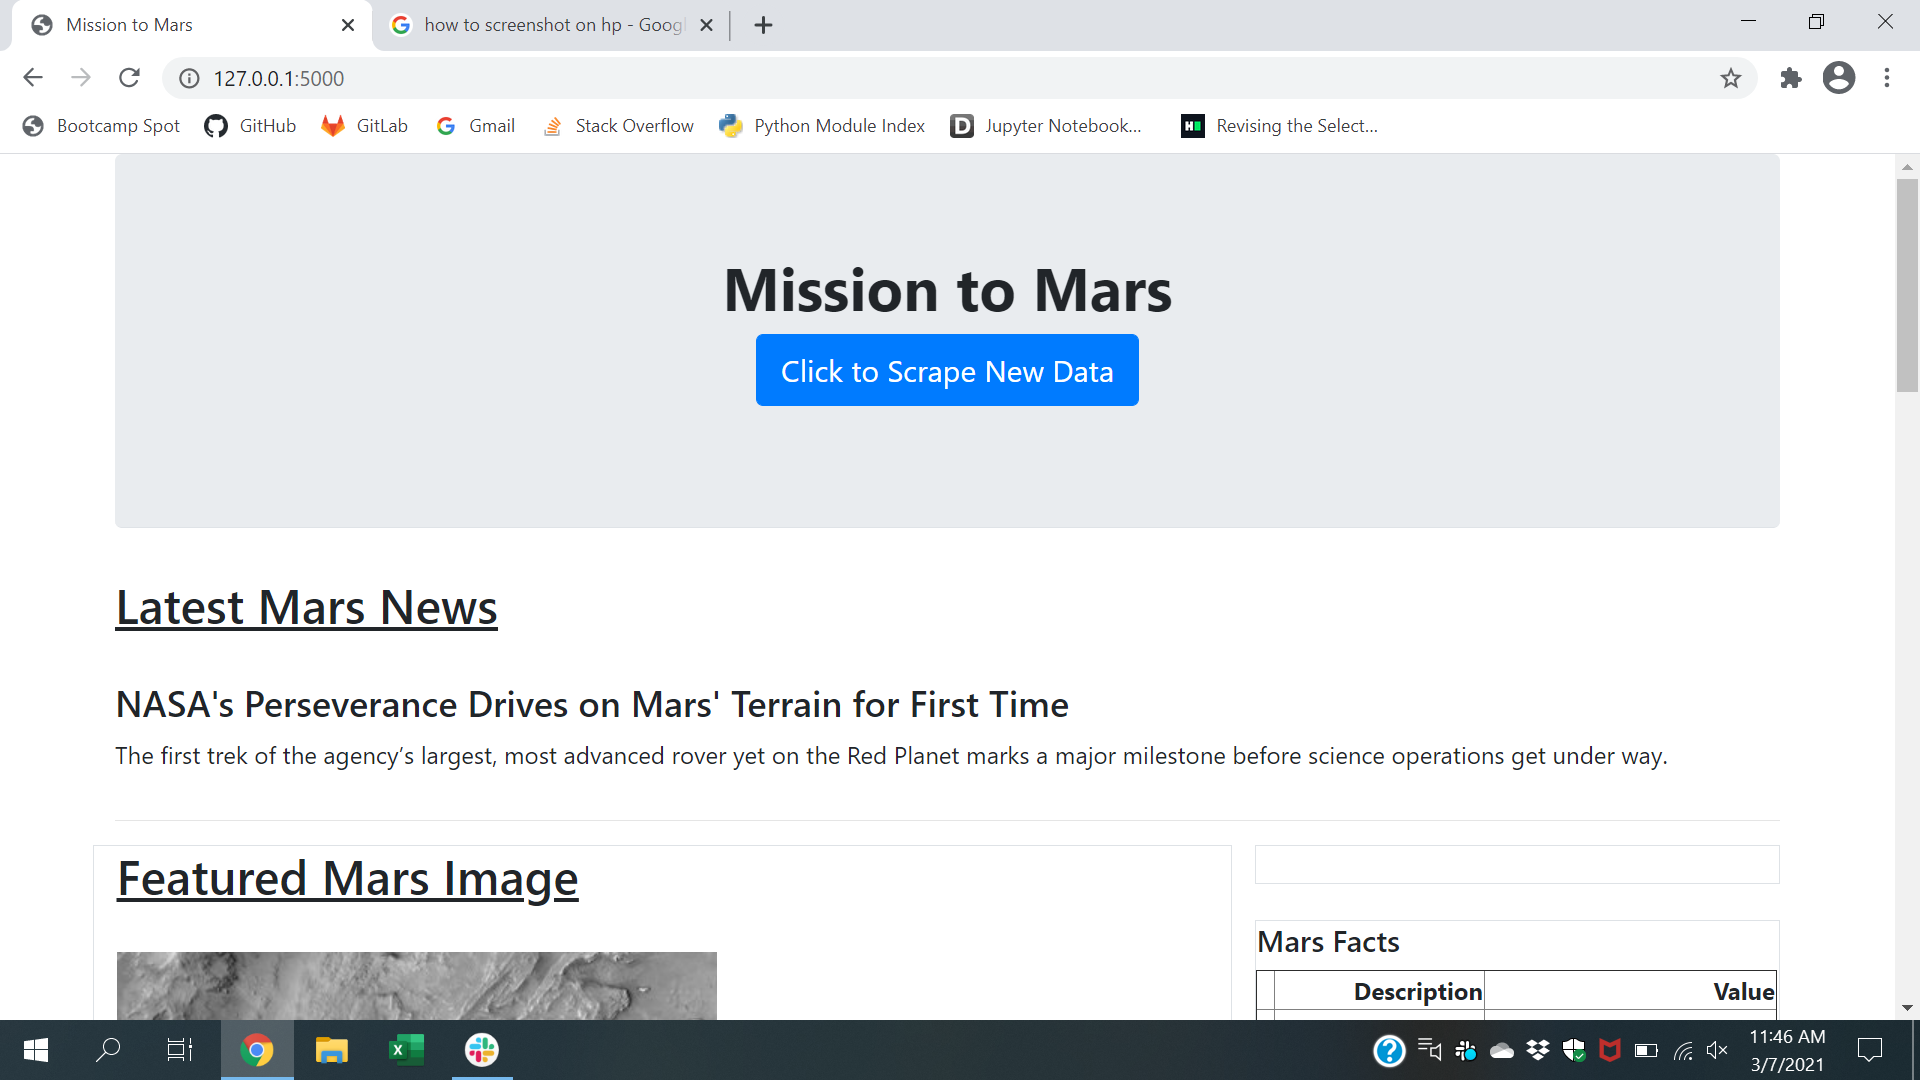 Mission to Mars
how to screenshot on hp - Goog
127.0.0.1:5000
Bootcamp Spot GitHub GitLab Gmail Stack Overflow Python Module Index Jupyter Notebook... Revising the Select...
Mission to Mars
Click to Scrape New Data
Latest Mars News
NASA's Perseverance Drives on Mars' Terrain for First Time
The first trek of the agency’s largest, most advanced rover yet on the Red Planet marks a major milestone before science operations get under way.
Featured Mars Image
Mars Facts
Description Value
11:46 AM
3/7/2021